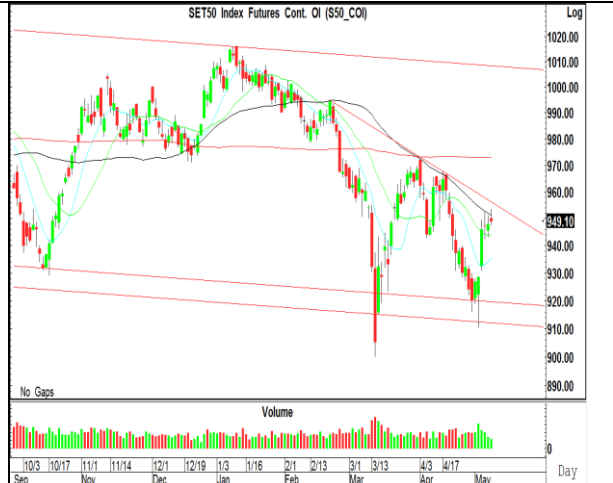 SET50 Index Futures Cont. OI (S50_COI)
Log
1020.00
1010.00
1000.00
990.00
980.00
970.00
960.00
949.10
940.00
930.00
920.00
910.00
900.00
890.00
No Gaps
Volume
0
10/3 10/17 11/1 11/14 12/1 12/19 1/3 1/16 2/1 2/13 3/1 3/13 4/3 4/17
Sep Nov Dec Jan Feb Mar Apr May
Day